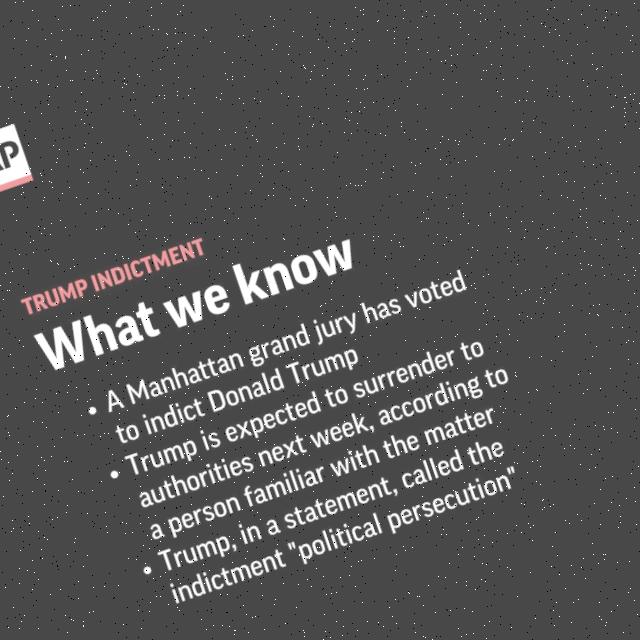 AP
TRUMP INDICTMENT
What we know
• A Manhattan grand jury has voted
to indict Donald Trump
• Trump is expected to surrender to
authorities next week, according to
a person familiar with the matter
• Trump, in a statement, called the
indictment "political persecution"